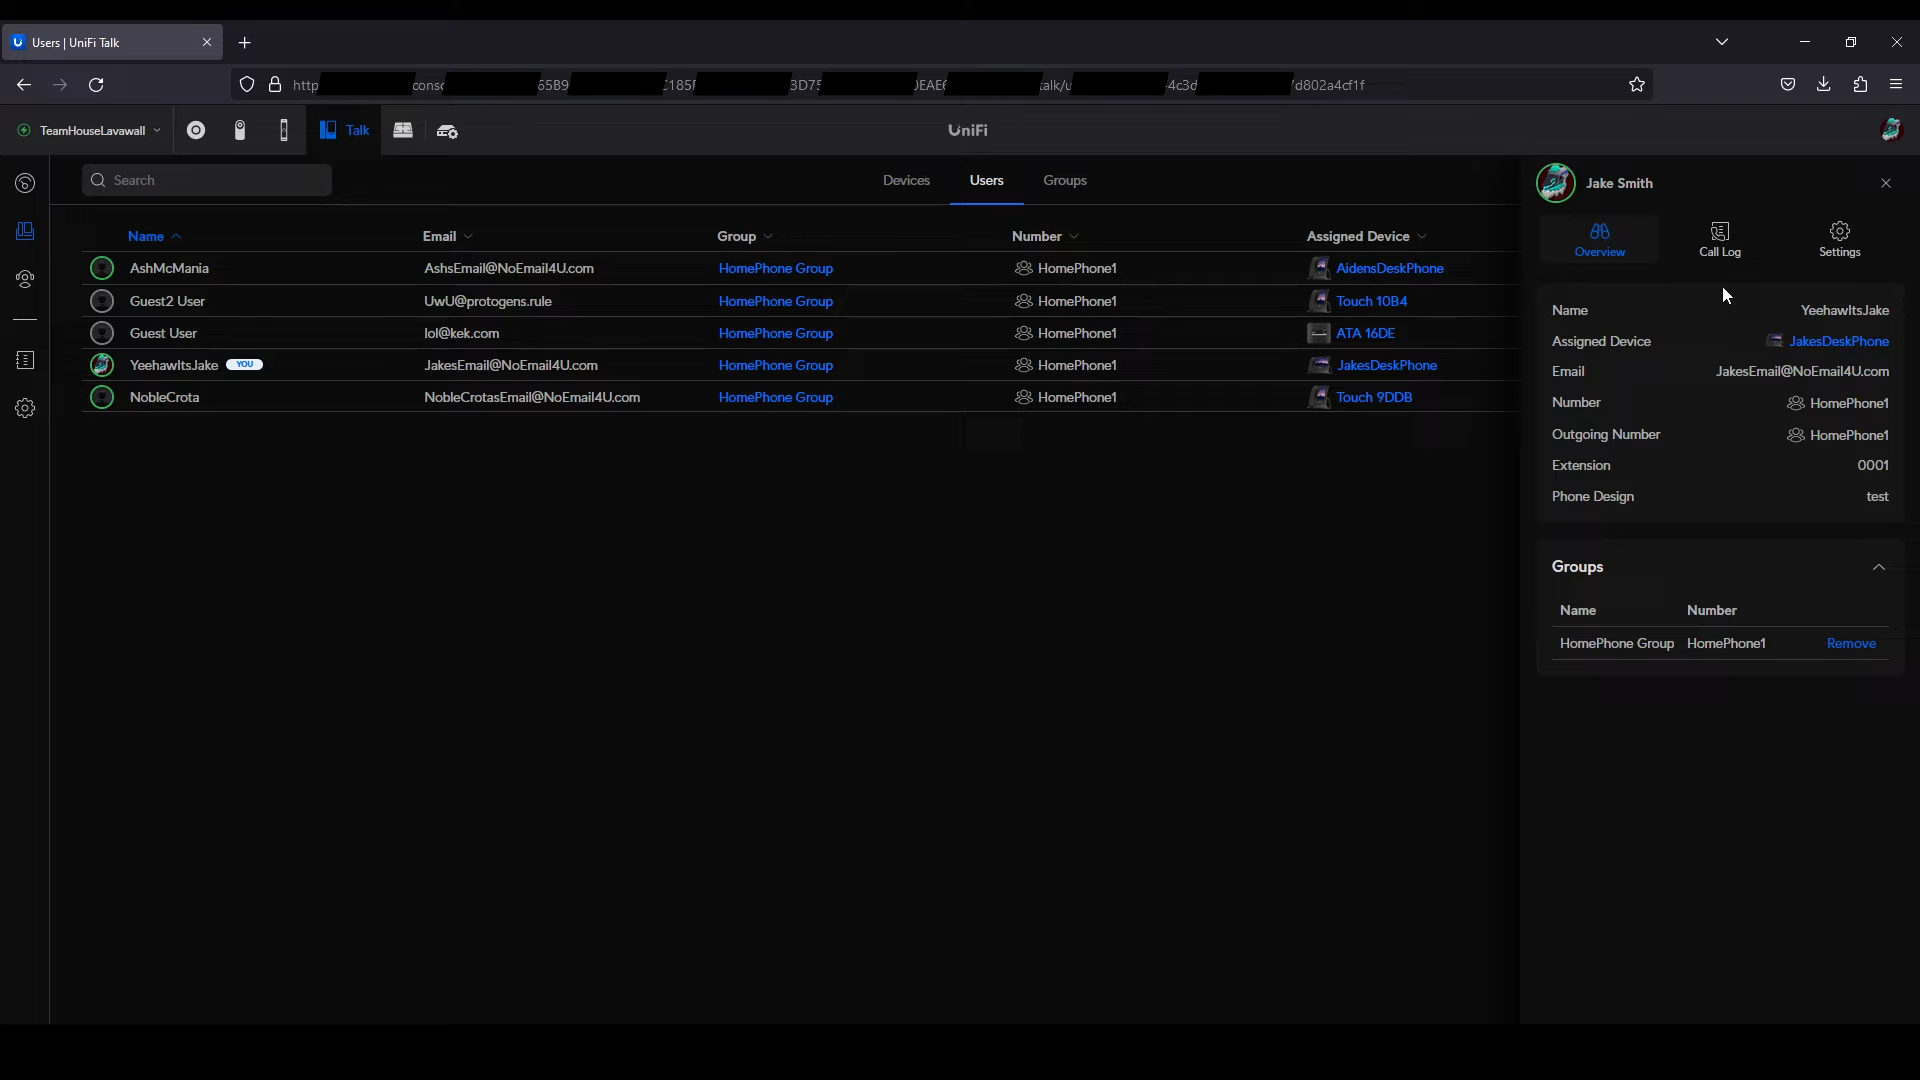 Users | UniFi Talk
http conso 65B9 C185F 3D75 0EAE6 talk/u 4c3d d802a4cf1f
TeamHouseLavawall
Talk
UniFi
Search
Devices Users Groups
Name Email Group Number Assigned Device
AshMcMania AshsEmail@NoEmail4U.com HomePhone Group HomePhone1 AidensDeskPhone
Guest2 User UwU@protogens.rule HomePhone Group HomePhone1 Touch 10B4
Guest User lol@kek.com HomePhone Group HomePhone1 ATA 16DE
YeehawItsJake YOU JakesEmail@NoEmail4U.com HomePhone Group HomePhone1 JakesDeskPhone
NobleCrota NobleCrotasEmail@NoEmail4U.com HomePhone Group HomePhone1 Touch 9DDB
Jake Smith
Overview Call Log Settings
Name YeehawItsJake
Assigned Device JakesDeskPhone
Email JakesEmail@NoEmail4U.com
Number HomePhone1
Outgoing Number HomePhone1
Extension 0001
Phone Design test
Groups
Name Number
HomePhone Group HomePhone1 Remove